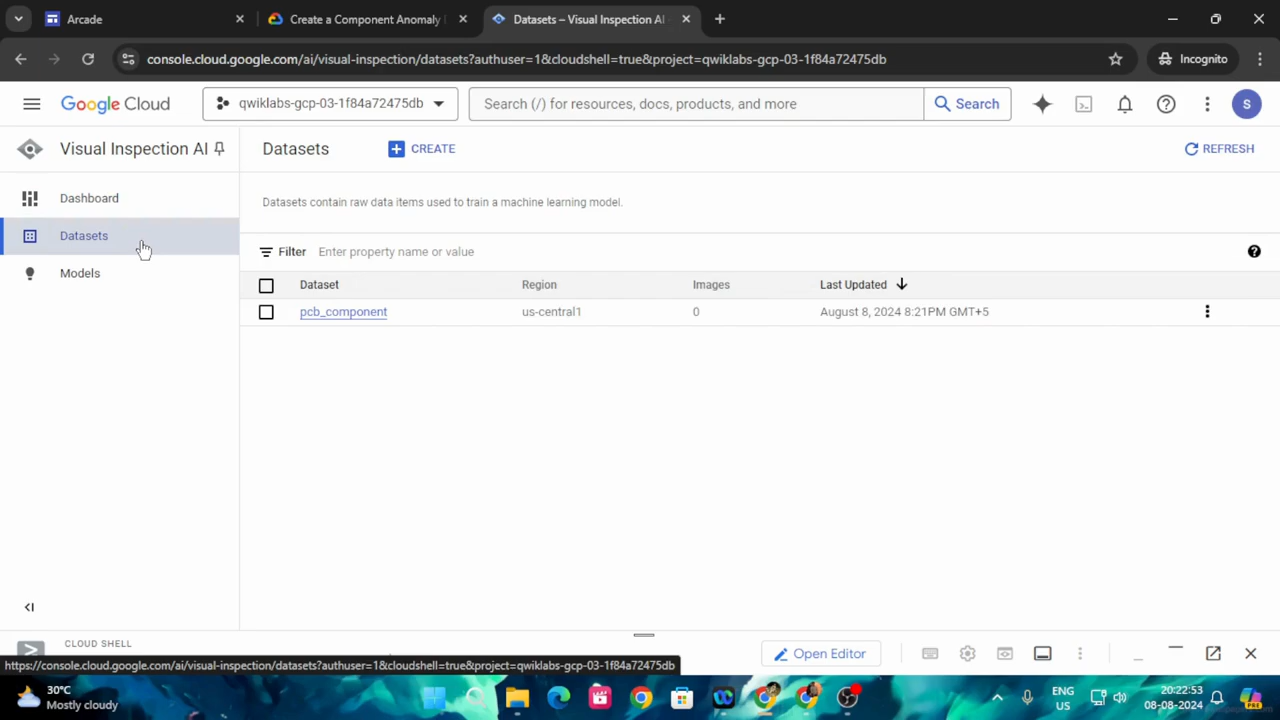 Arcade
Create a Component Anomaly
Datasets – Visual Inspection AI
console.cloud.google.com/ai/visual-inspection/datasets?authuser=1&cloudshell=true&project=qwiklabs-gcp-03-1f84a72475db
Incognito
Google Cloud
qwiklabs-gcp-03-1f84a72475db
Search (/) for resources, docs, products, and more
Search
S
Visual Inspection AI
Datasets
CREATE
REFRESH
Dashboard
Datasets
Models
Datasets contain raw data items used to train a machine learning model.
Filter
Enter property name or value
Dataset Region Images Last Updated
pcb_component us-central1 0 August 8, 2024 8:21PM GMT+5
CLOUD SHELL
Open Editor
https://console.cloud.google.com/ai/visual-inspection/datasets?authuser=1&cloudshell=true&project=qwiklabs-gcp-03-1f84a72475db
30°C
Mostly cloudy
ENG
US
20:22:53
08-08-2024
PRE